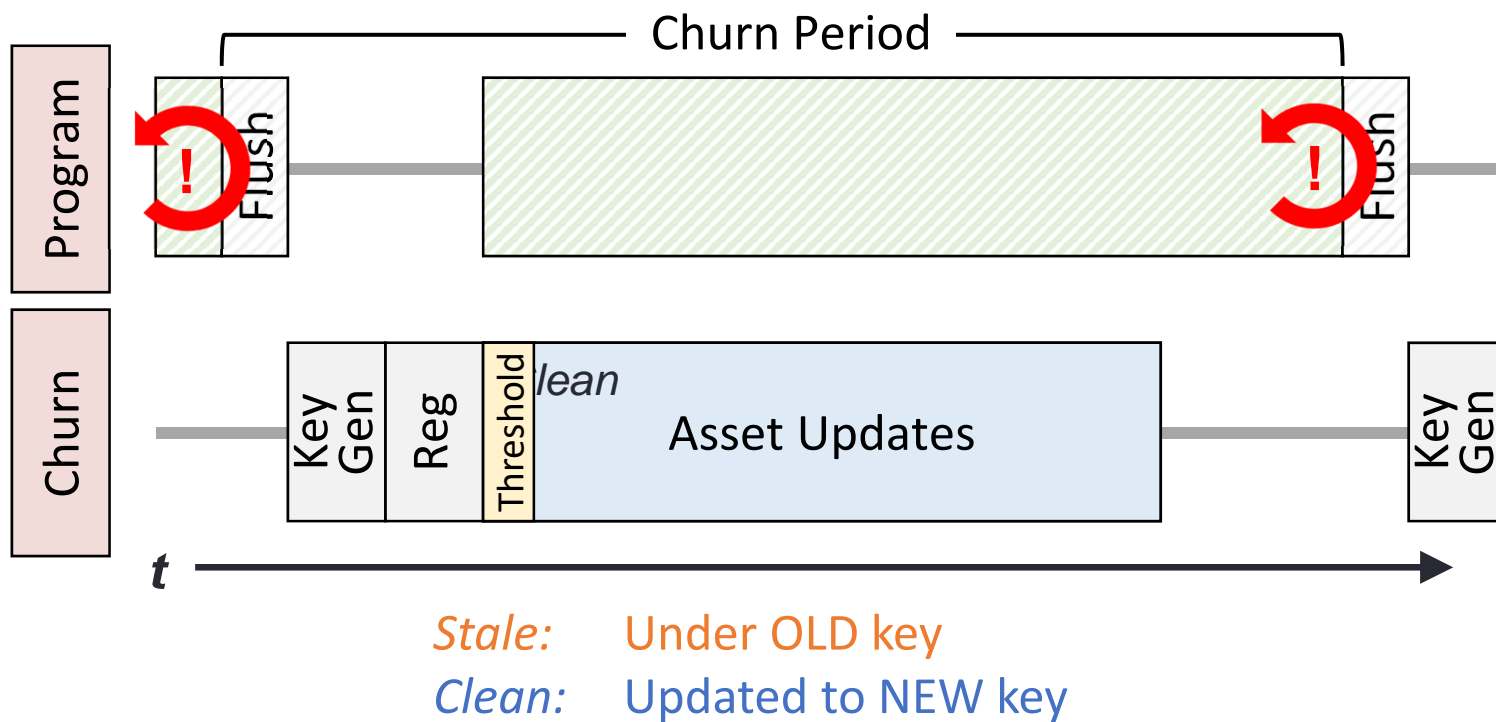 Churn Period
Program
!
Flush
!
Flush
Churn
Key
Gen
Reg
Threshold
lean
Asset Updates
Key
Gen
t
Stale: Under OLD key
Clean: Updated to NEW key